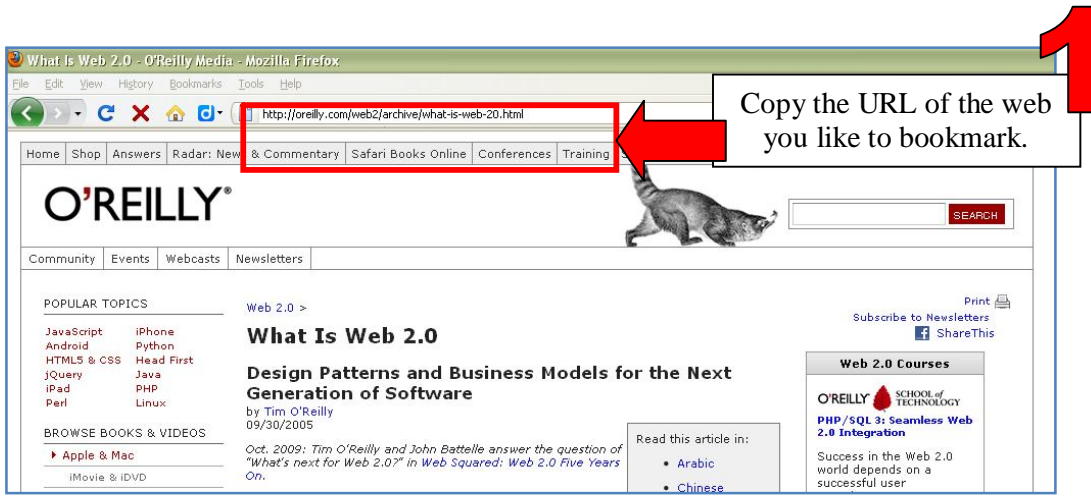 1
What Is Web 2.0 - O'Reilly Media - Mozilla Firefox
File Edit View History Bookmarks Tools Help
http://oreilly.com/web2/archive/what-is-web-20.html
Copy the URL of the web
you like to bookmark.
Home Shop Answers Radar: New & Commentary Safari Books Online Conferences Training
O'REILLY®
SEARCH
Community Events Webcasts Newsletters
POPULAR TOPICS
JavaScript iPhone
Android Python
HTML5 & CSS Head First
jQuery Java
iPad PHP
Perl Linux
BROWSE BOOKS & VIDEOS
Apple & Mac
iMovie & iDVD
Web 2.0 >
What Is Web 2.0
Design Patterns and Business Models for the Next
Generation of Software
by Tim O'Reilly
09/30/2005
Oct. 2009: Tim O'Reilly and John Battelle answer the question of
"What's next for Web 2.0?" in Web Squared: Web 2.0 Five Years
On.
Read this article in:
• Arabic
• Chinese
Print
Subscribe to Newsletters
ShareThis
Web 2.0 Courses
O'REILLY SCHOOL of
TECHNOLOGY
PHP/SQL 3: Seamless Web
2.0 Integration
Success in the Web 2.0
world depends on a
successful user